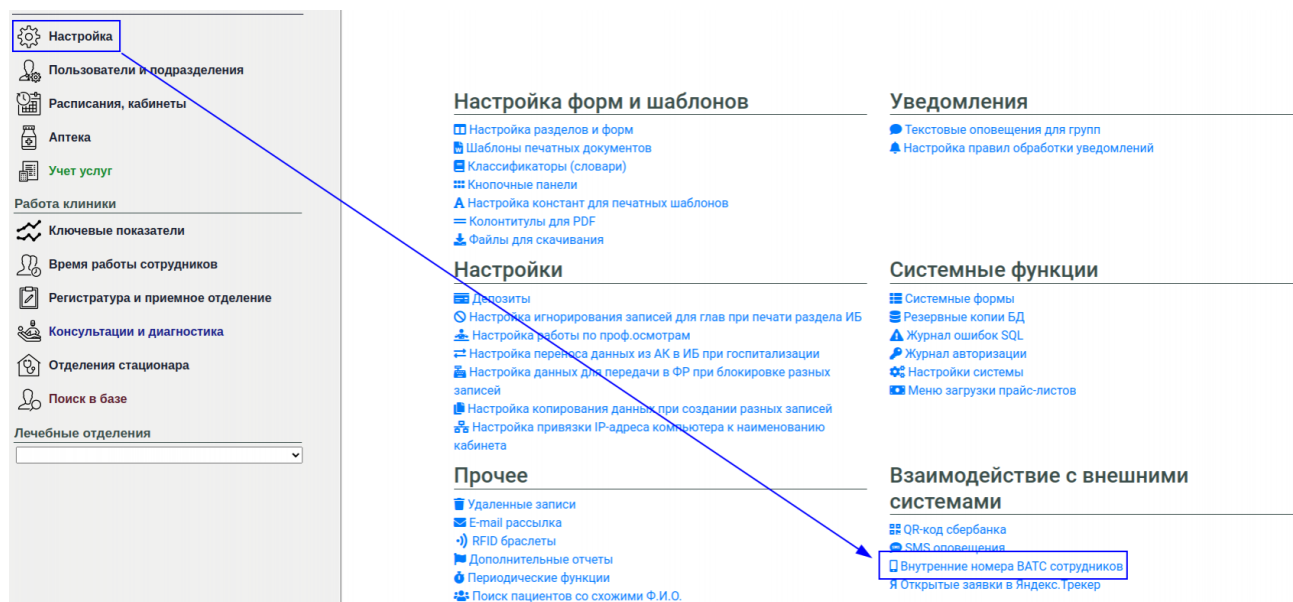 Настройка
Пользователи и подразделения
Расписания, кабинеты
Аптека
Учет услуг
Работа клиники
Ключевые показатели
Время работы сотрудников
Регистратура и приемное отделение
Консультации и диагностика
Отделения стационара
Поиск в базе
Лечебные отделения
Настройка форм и шаблонов
Настройка разделов и форм
Шаблоны печатных документов
Классификаторы (словари)
Кнопочные панели
Настройка констант для печатных шаблонов
Колонтитулы для PDF
Файлы для скачивания
Уведомления
Текстовые оповещения для групп
Настройка правил обработки уведомлений
Настройки
Депозиты
Настройка игнорирования записей для глав при печати раздела ИБ
Настройка работы по проф.осмотрам
Настройка переноса данных из АК в ИБ при госпитализации
Настройка данных для передачи в ФР при блокировке разных
записей
Настройка копирования данных при создании разных записей
Настройка привязки IP-адреса компьютера к наименованию
кабинета
Системные функции
Системные формы
Резервные копии БД
Журнал ошибок SQL
Журнал авторизации
Настройки системы
Меню загрузки прайс-листов
Прочее
Удаленные записи
E-mail рассылка
RFID браслеты
Дополнительные отчеты
Периодические функции
Поиск пациентов со схожими Ф.И.О.
Взаимодействие с внешними
системами
QR-код сбербанка
SMS оповещения
Внутренние номера ВАТС сотрудников
Я Открытые заявки в Яндекс.Трекер